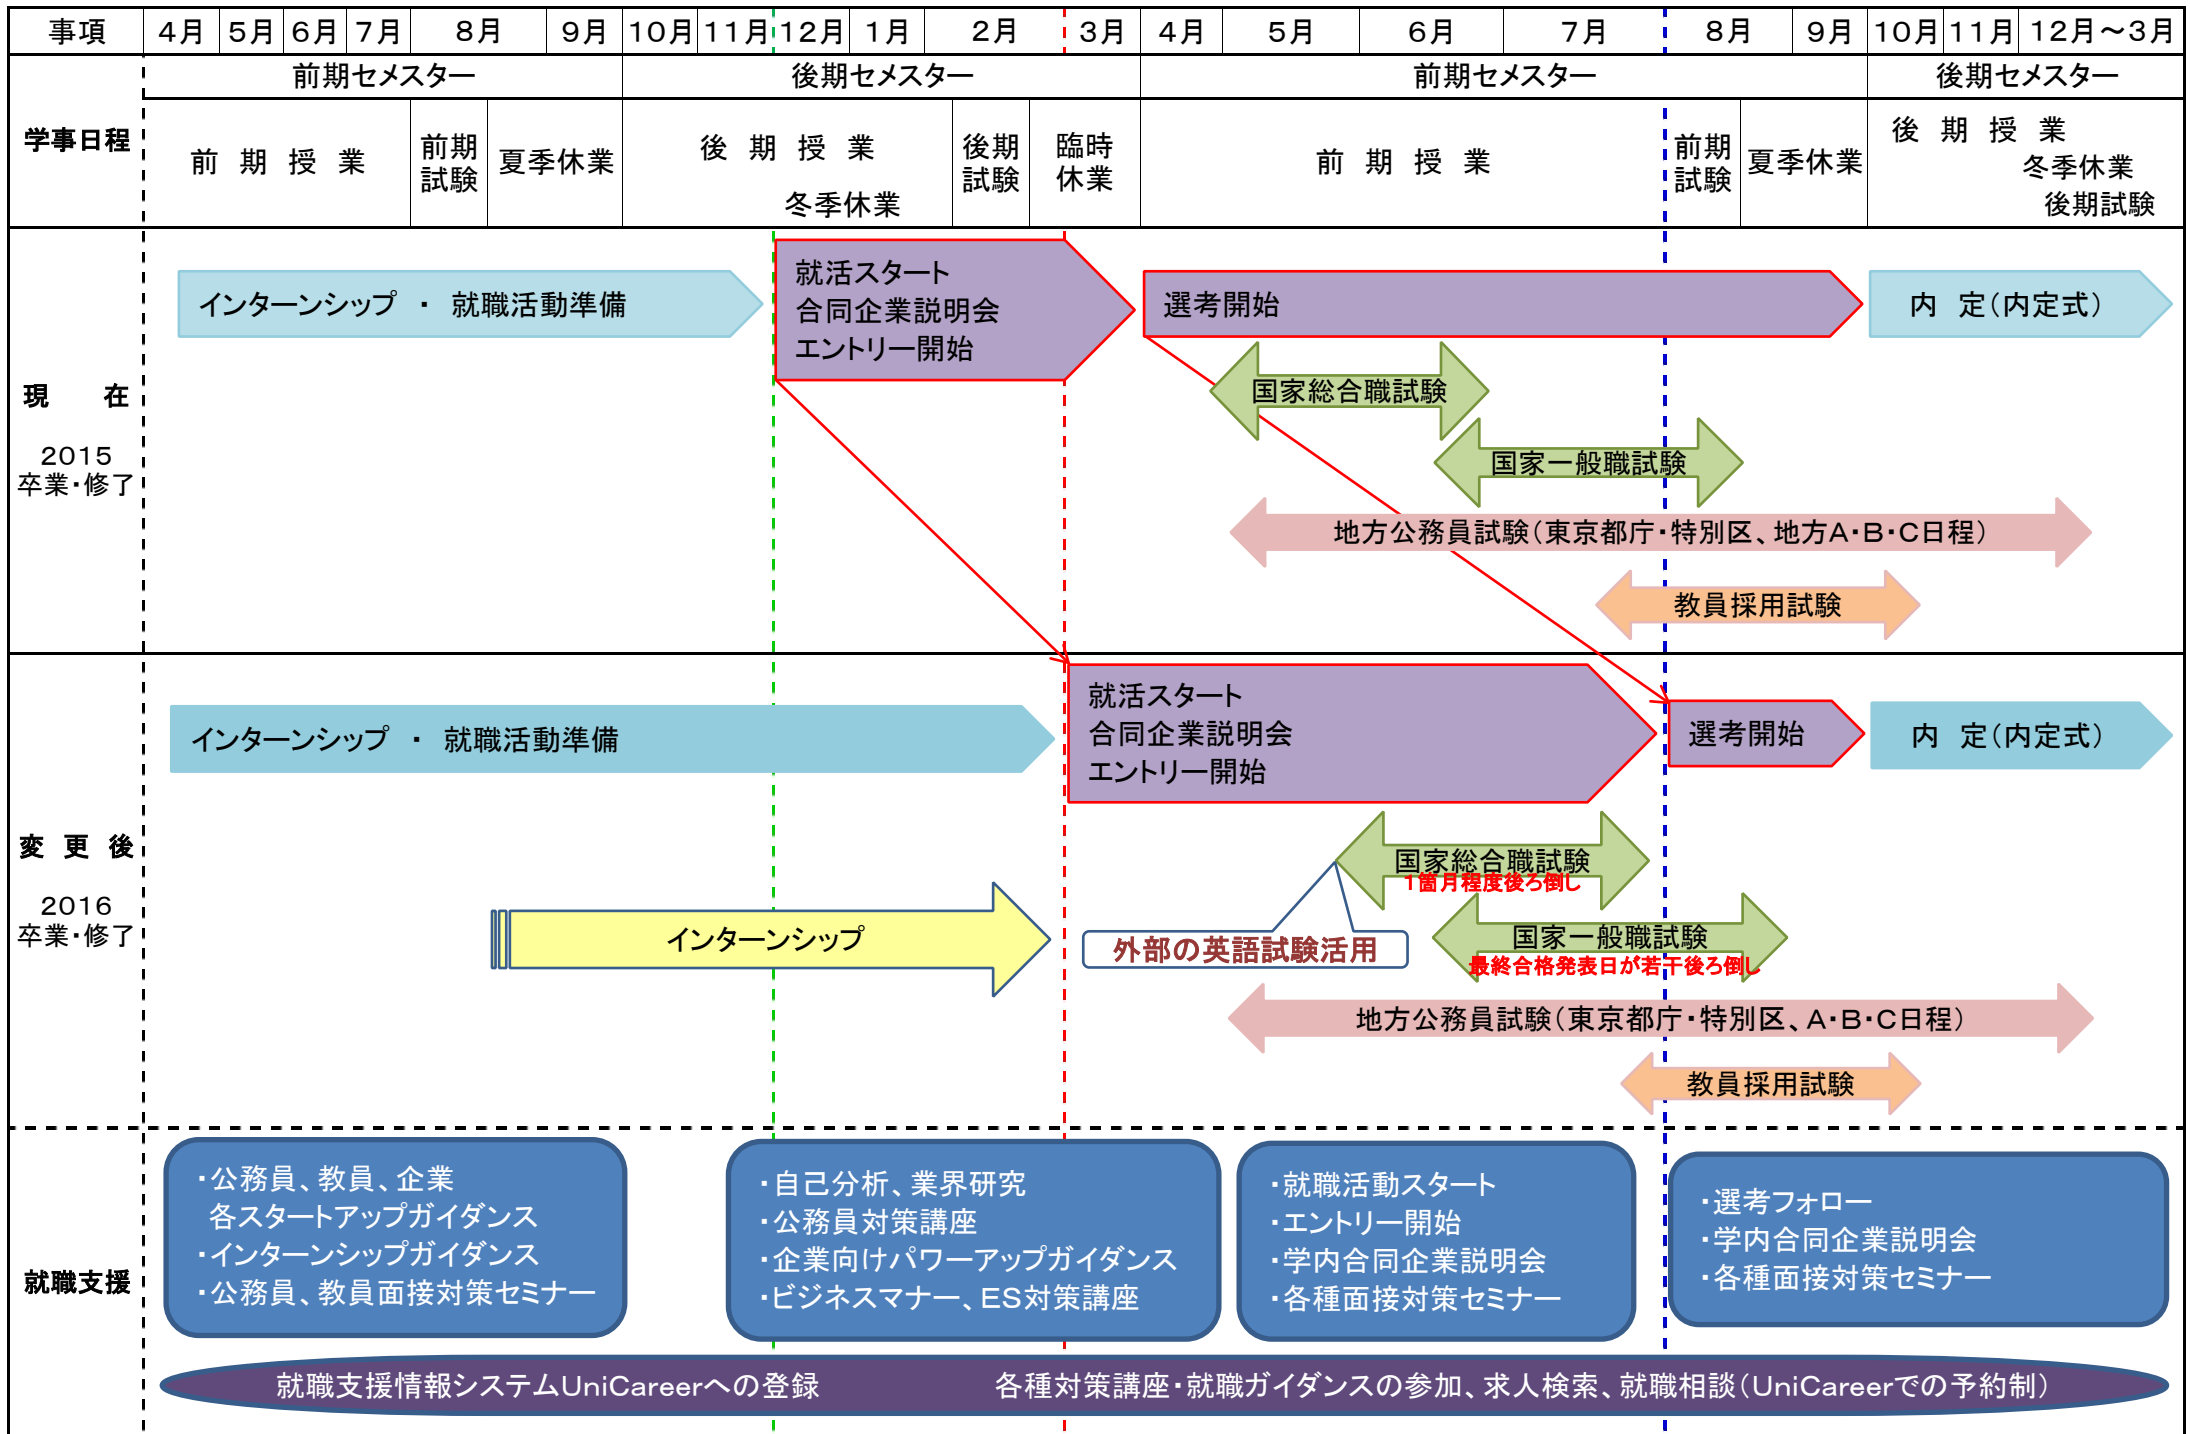 事項 4月 5月 6月 7月 8月 9月 10月 11月 12月 1月 2月 3月 4月 5月 6月 7月 8月 9月 10月 11月 12月～3月
前期セメスター 後期セメスター 前期セメスター 後期セメスター
学事日程
前 期 授 業
前期
試験
夏季休業
後 期 授 業
冬季休業
後期
試験
臨時
休業
前 期 授 業
前期
試験
夏季休業
後 期 授 業
冬季休業
後期試験
現 在
2015
卒業・修了
インターンシップ ・ 就職活動準備
就活スタート
合同企業説明会
エントリー開始
選考開始
内 定(内定式)
国家総合職試験
国家一般職試験
地方公務員試験(東京都庁・特別区、地方A・B・C日程)
教員採用試験
変 更 後
2016
卒業・修了
インターンシップ ・ 就職活動準備
就活スタート
合同企業説明会
エントリー開始
選考開始
内 定(内定式)
国家総合職試験
1箇月程度後ろ倒し
インターンシップ
外部の英語試験活用
国家一般職試験
最終合格発表日が若干後ろ倒し
地方公務員試験(東京都庁・特別区、A・B・C日程)
教員採用試験
就職支援
・公務員、教員、企業
各スタートアップガイダンス
・インターンシップガイダンス
・公務員、教員面接対策セミナー
・自己分析、業界研究
・公務員対策講座
・企業向けパワーアップガイダンス
・ビジネスマナー、ES対策講座
・就職活動スタート
・エントリー開始
・学内合同企業説明会
・各種面接対策セミナー
・選考フォロー
・学内合同企業説明会
・各種面接対策セミナー
就職支援情報システムUniCareerへの登録 各種対策講座・就職ガイダンスの参加、求人検索、就職相談(UniCareerでの予約制)